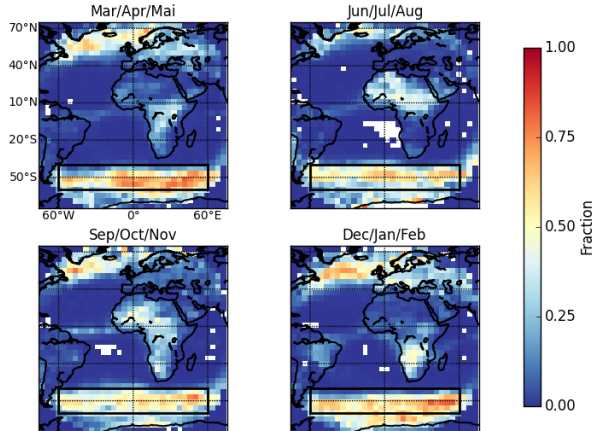 Mar/Apr/Mai
Jun/Jul/Aug
70°N
40°N
10°N
20°S
50°S
60°W
0°
60°E
Sep/Oct/Nov
Dec/Jan/Feb
1.00
0.75
0.50
0.25
0.00
Fraction